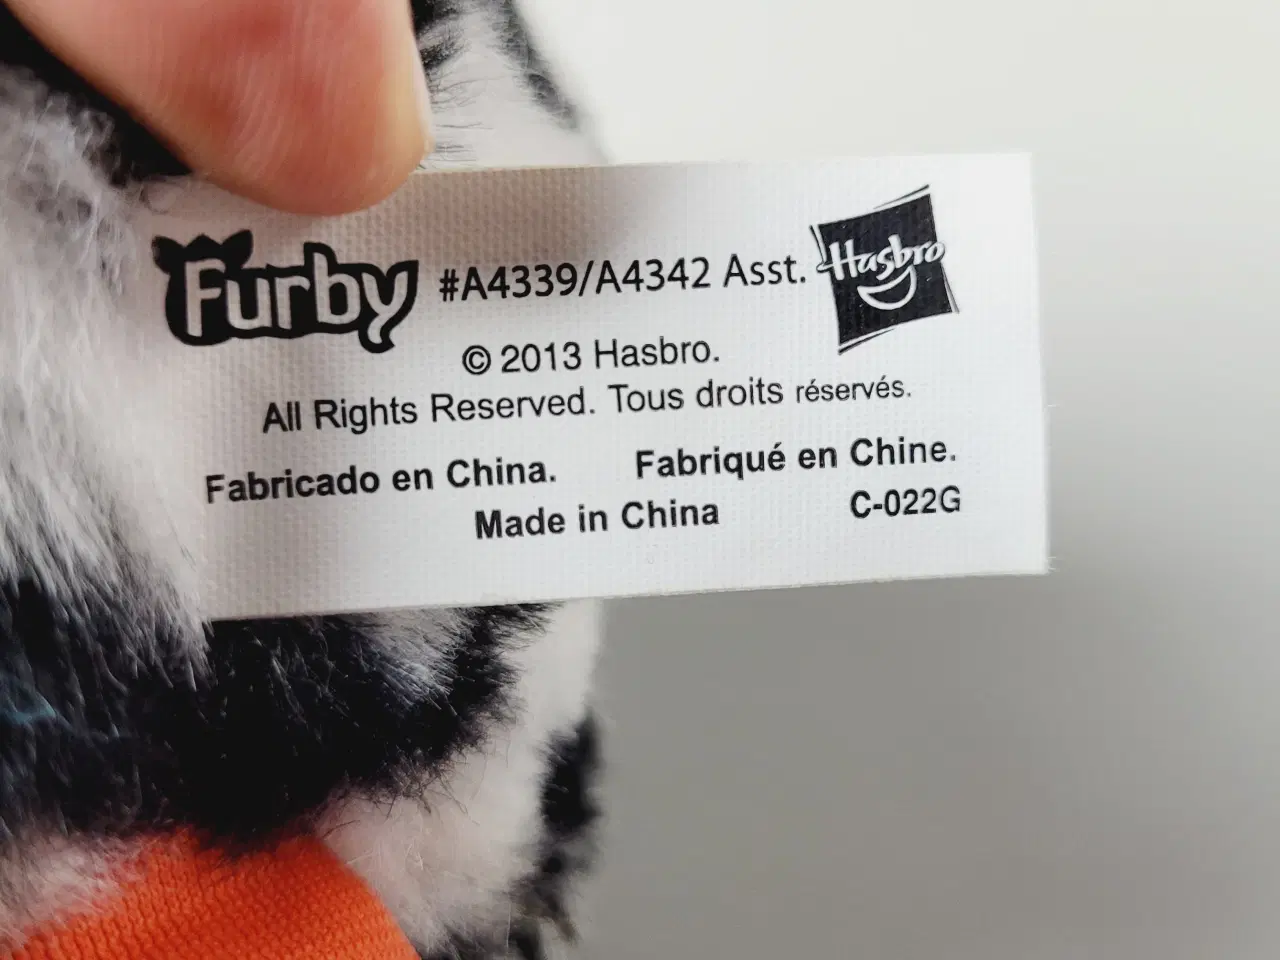 Furby #A4339/A4342 Asst. Hasbro
© 2013 Hasbro.
All Rights Reserved. Tous droits réservés.
Fabricado en China. Fabriqué en Chine.
Made in China C-022G